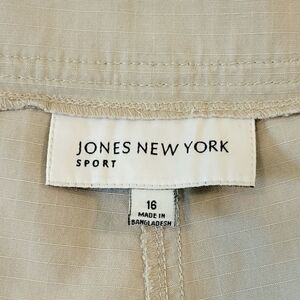 JONES NEW YORK
SPORT
16
MADE IN
BANGLADESH